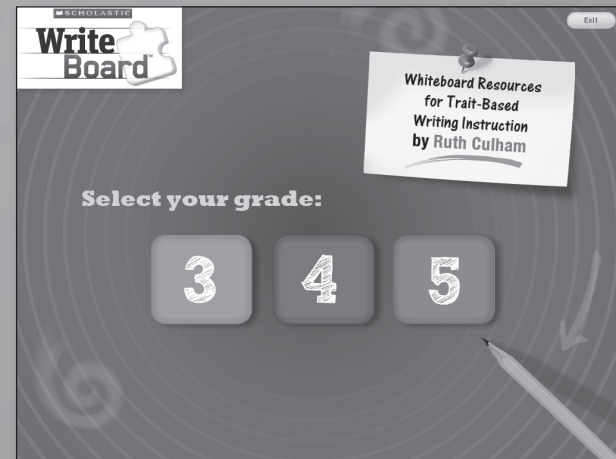 SCHOLASTIC
Write
Board™
Exit
Whiteboard Resources
for Trait-Based
Writing Instruction
by Ruth Culham
Select your grade:
3 4 5